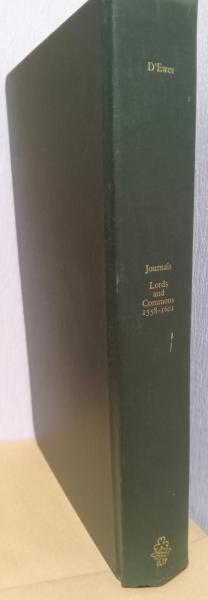 D'Ewes
Journals
Lords
and
Commons
1558-1601
IUP